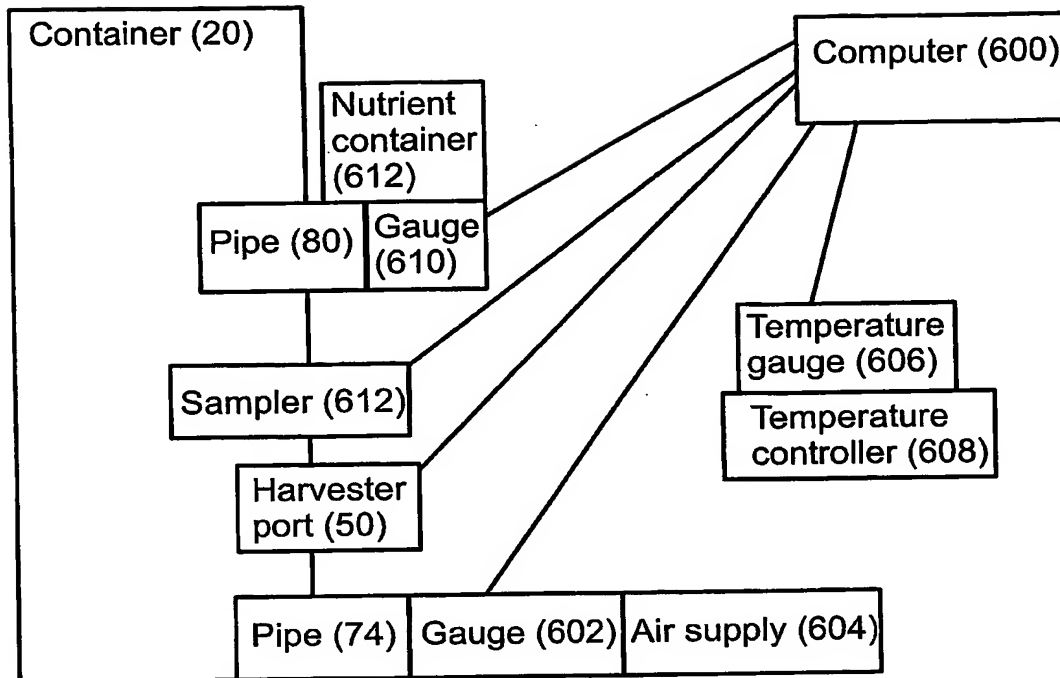 Container (20)
Computer (600)
Nutrient
container
(612)
Pipe (80)
Gauge
(610)
Temperature
gauge (606)
Sampler (612)
Temperature
controller (608)
Harvester
port (50)
Pipe (74)
Gauge (602)
Air supply (604)